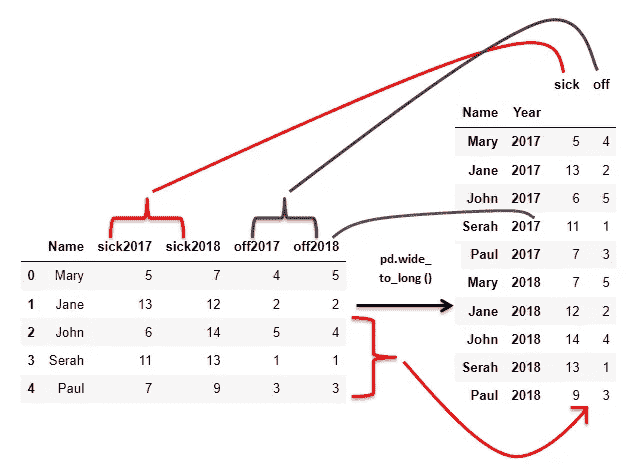 sick off
Name Year
Mary 2017 5 4
Jane 2017 13 2
John 2017 6 5
Serah 2017 11 1
Paul 2017 7 3
Mary 2018 7 5
Jane 2018 12 2
John 2018 14 4
Serah 2018 13 1
Paul 2018 9 3
Name sick2017 sick2018 off2017 off2018
0 Mary 5 7 4 5
1 Jane 13 12 2 2
2 John 6 14 5 4
3 Serah 11 13 1 1
4 Paul 7 9 3 3
pd.wide_
to_long ()